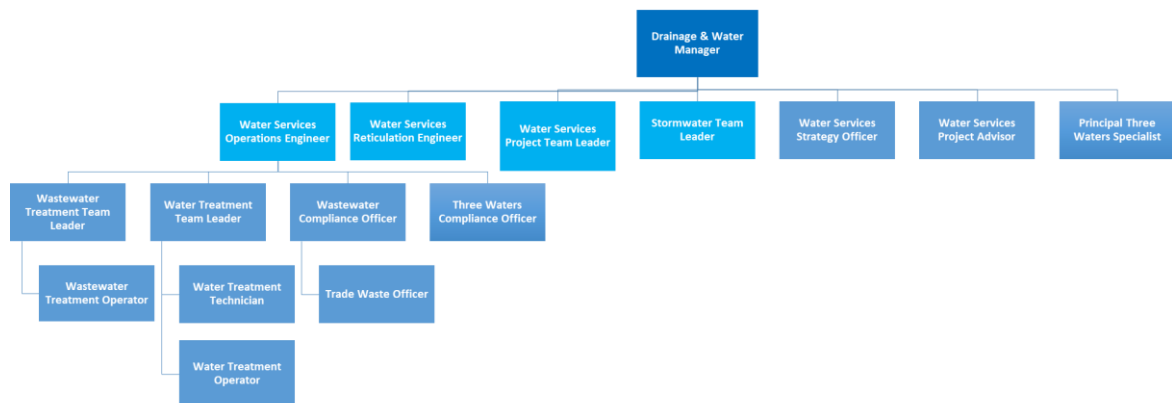 Drainage & Water
Manager
Water Services
Operations Engineer
Water Services
Reticulation Engineer
Water Services
Project Team Leader
Stormwater Team
Leader
Water Services
Strategy Officer
Water Services
Project Advisor
Principal Three
Waters Specialist
Wastewater
Treatment Team
Leader
Water Treatment
Team Leader
Wastewater
Compliance Officer
Three Waters
Compliance Officer
Wastewater
Treatment Operator
Water Treatment
Technician
Trade Waste Officer
Water Treatment
Operator